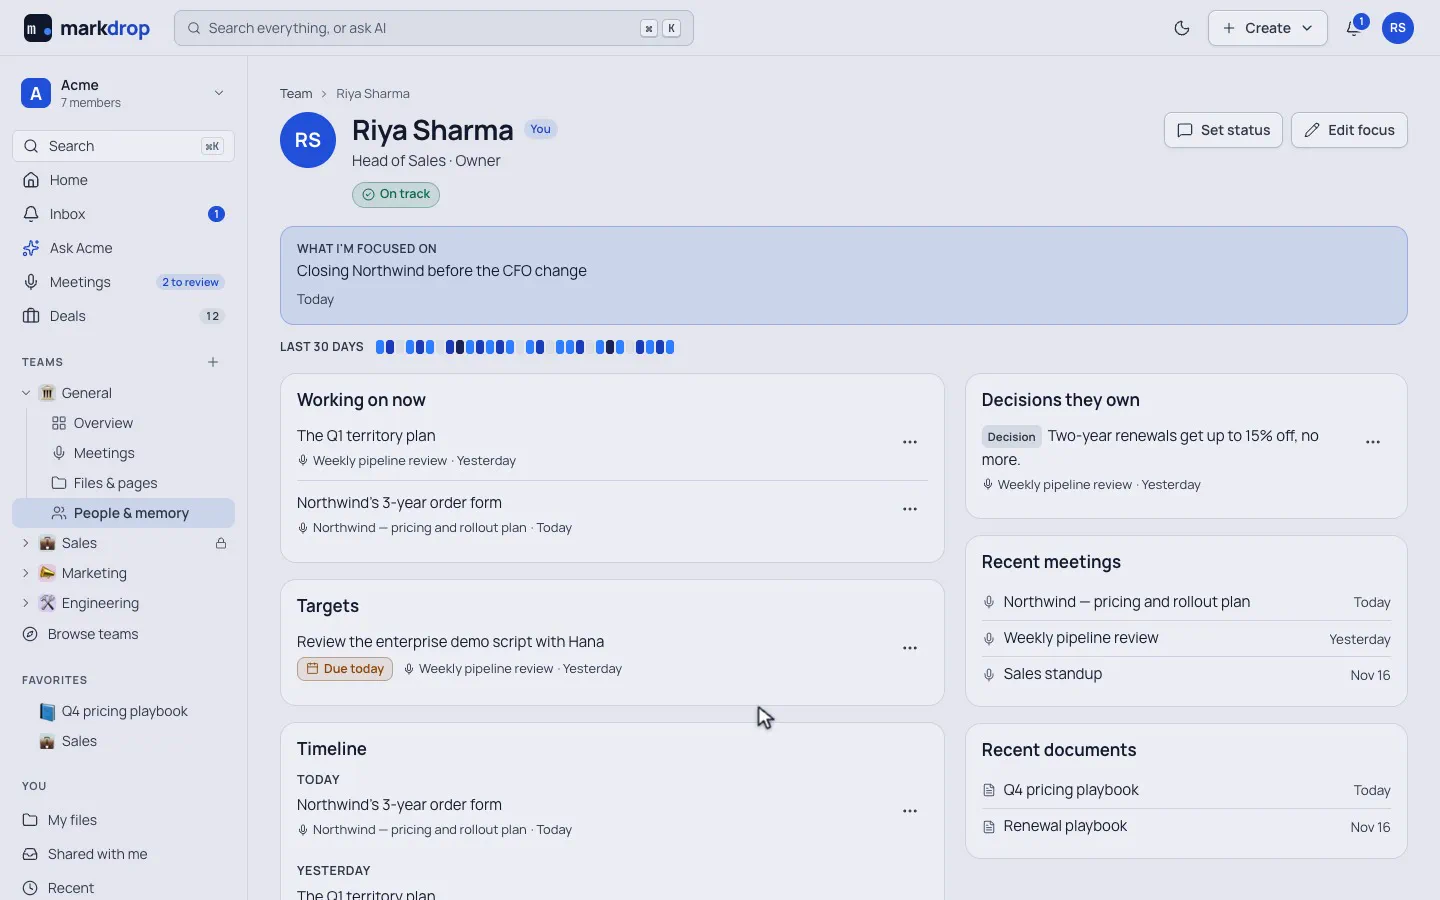 m. markdrop
Search everything, or ask AI
⌘ K
Create
1
RS
A
Acme
7 members
Search ⌘K
Home
Inbox 1
Ask Acme
Meetings 2 to review
Deals 12
TEAMS
General
Overview
Meetings
Files & pages
People & memory
Sales
Marketing
Engineering
Browse teams
FAVORITES
Q4 pricing playbook
Sales
YOU
My files
Shared with me
Recent
Team > Riya Sharma
RS
Riya Sharma You
Head of Sales · Owner
On track
Set status
Edit focus
WHAT I'M FOCUSED ON
Closing Northwind before the CFO change
Today
LAST 30 DAYS
Working on now
The Q1 territory plan
Weekly pipeline review · Yesterday
Northwind's 3-year order form
Northwind — pricing and rollout plan · Today
Targets
Review the enterprise demo script with Hana
Due today Weekly pipeline review · Yesterday
Timeline
TODAY
Northwind's 3-year order form
Northwind — pricing and rollout plan · Today
YESTERDAY
The Q1 territory plan
Decisions they own
Decision Two-year renewals get up to 15% off, no
more.
Weekly pipeline review · Yesterday
Recent meetings
Northwind — pricing and rollout plan Today
Weekly pipeline review Yesterday
Sales standup Nov 16
Recent documents
Q4 pricing playbook Today
Renewal playbook Nov 16